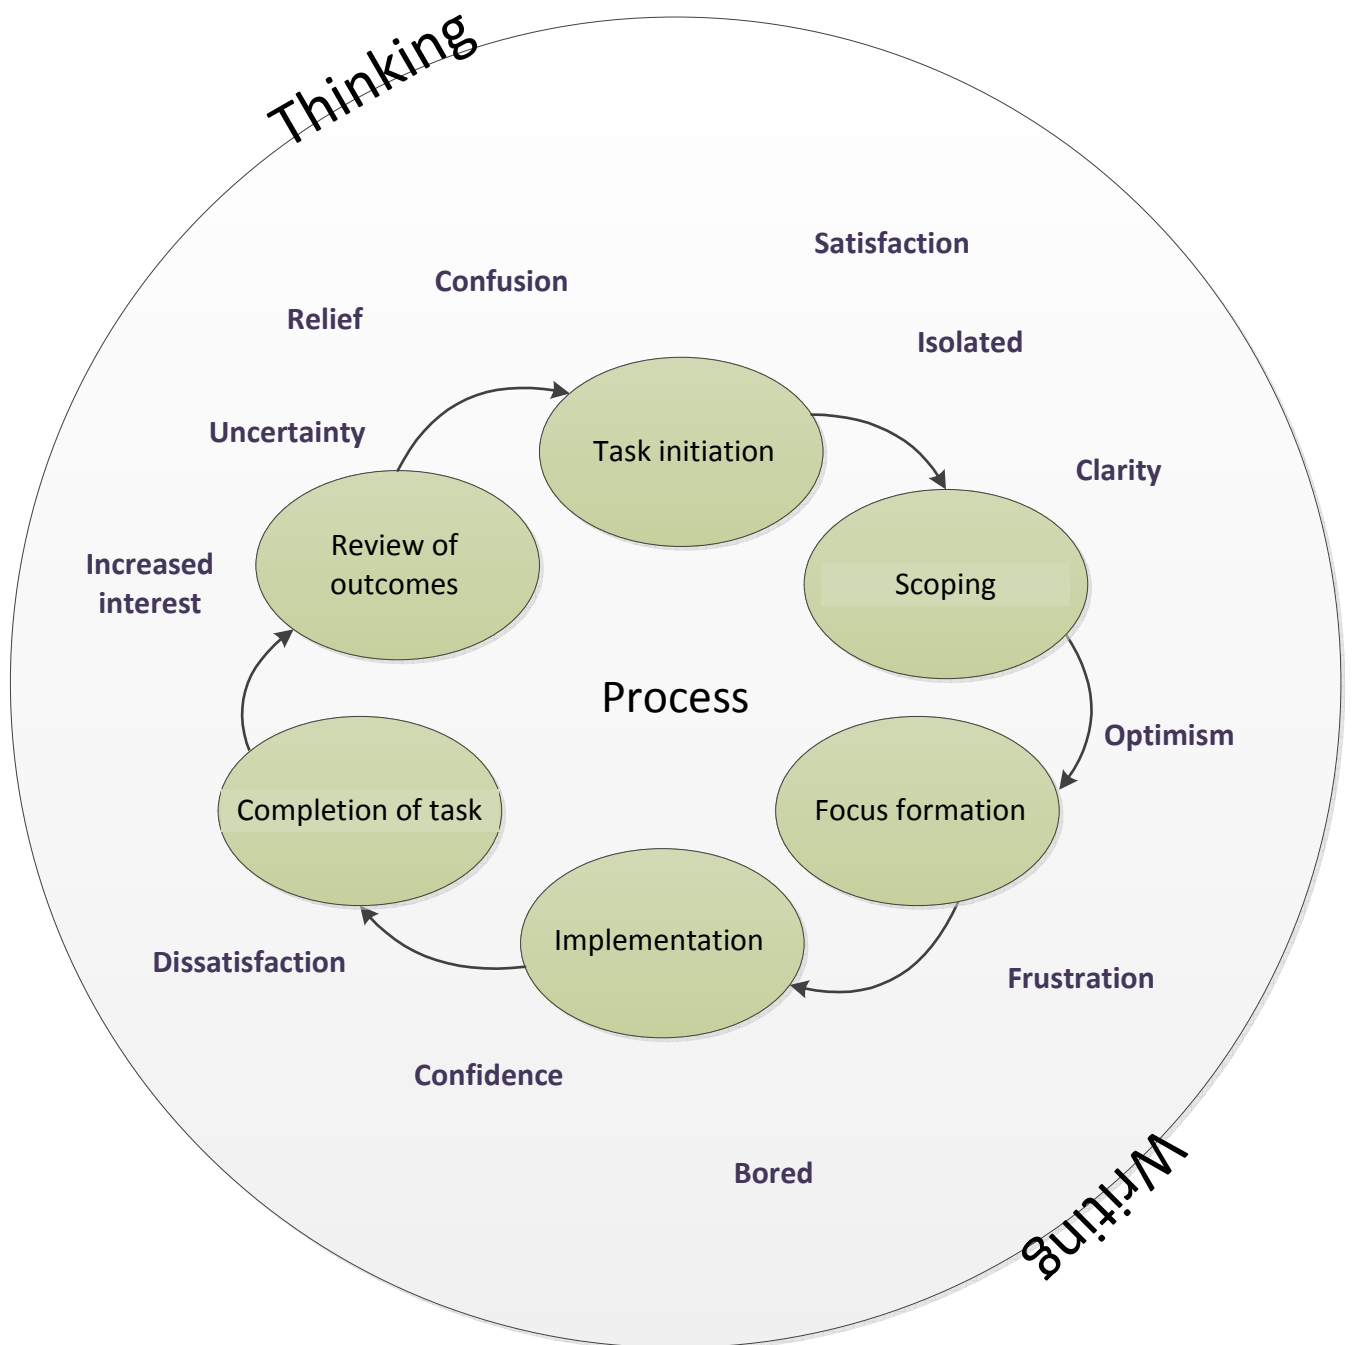 Thinking
Satisfaction
Confusion
Relief
Isolated
Uncertainty
Task initiation
Clarity
Review of
outcomes
Increased
interest
Scoping
Process
Optimism
Completion of task
Focus formation
Implementation
Dissatisfaction
Frustration
Confidence
Bored
Writing